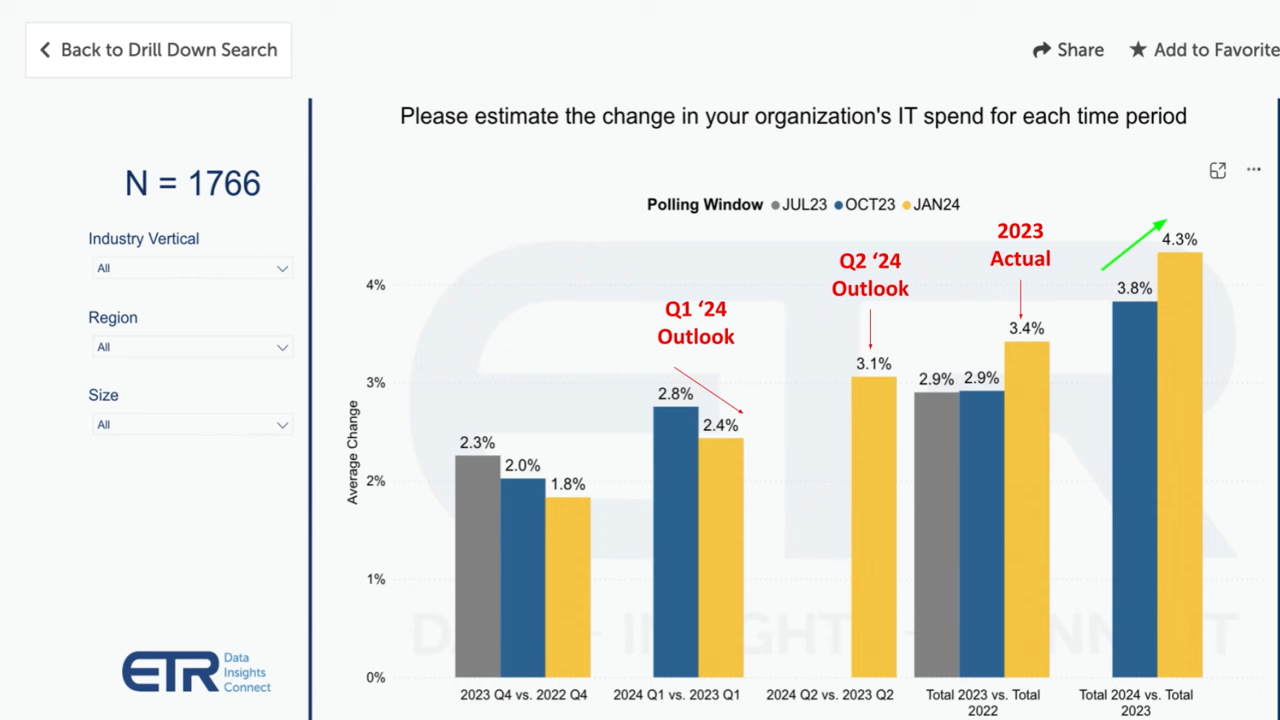 Back to Drill Down Search
Share
Add to Favorite
Please estimate the change in your organization's IT spend for each time period
N = 1766
Industry Vertical
All
Region
All
Size
All
Polling Window JUL23 OCT23 JAN24
Average Change
4%
3%
2%
1%
0%
2.3%
2.0%
1.8%
2.8%
2.4%
3.1%
2.9%
2.9%
3.4%
3.8%
4.3%
Q1 ‘24
Outlook
Q2 ‘24
Outlook
2023
Actual
2023 Q4 vs. 2022 Q4
2024 Q1 vs. 2023 Q1
2024 Q2 vs. 2023 Q2
Total 2023 vs. Total
2022
Total 2024 vs. Total
2023
ETR
Data
Insights
Connect